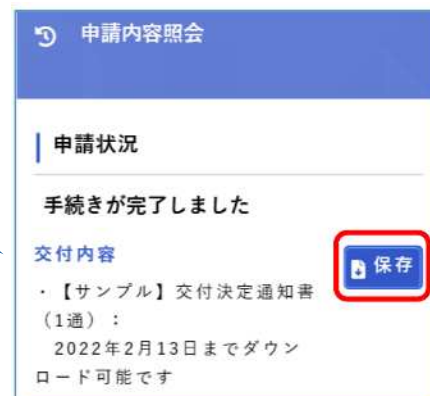 申請内容照会
申請状況
手続きが完了しました
交付内容
保存
・【サンプル】交付決定通知書
（1通）：
2022年2月13日までダウン
ロード可能です